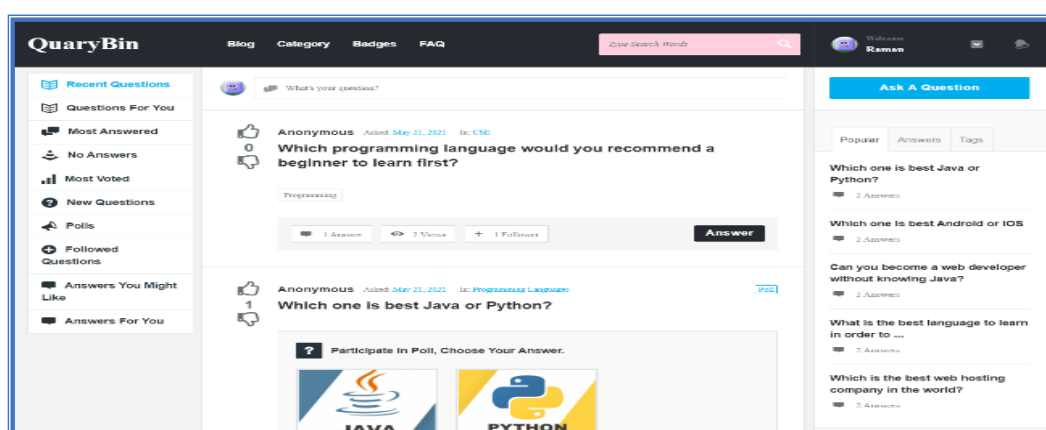 QuaryBin
Blog Category Badges FAQ
Type Search Words
Welcome
Raman
Recent Questions
Questions For You
Most Answered
No Answers
Most Voted
New Questions
Polls
Followed
Questions
Answers You Might
Like
Answers For You
What's your question?
Anonymous Asked: May 21, 2021 In: CSE
0
Which programming language would you recommend a
beginner to learn first?
Programming
1 Answer 2 Views + 1 Follower Answer
Anonymous Asked: May 21, 2021 In: Programming Languages Poll
1
Which one is best Java or Python?
? Participate in Poll, Choose Your Answer.
JAVA PYTHON
Ask A Question
Popular Answers Tags
Which one is best Java or
Python?
2 Answers
Which one is best Android or IOS
2 Answers
Can you become a web developer
without knowing Java?
2 Answers
What is the best language to learn
in order to ....
2 Answers
Which is the best web hosting
company in the world?
2 Answers